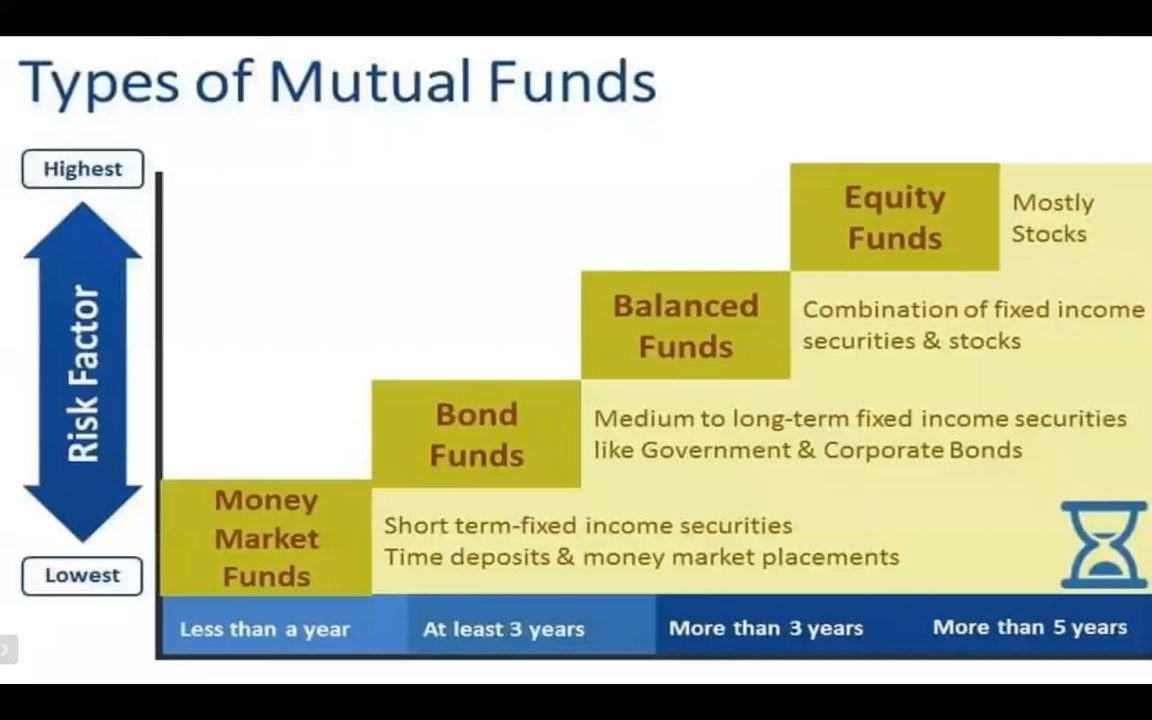 Types of Mutual Funds
Highest
Risk Factor
Lowest
Equity
Funds
Mostly
Stocks
Balanced
Funds
Combination of fixed income
securities & stocks
Bond
Funds
Medium to long-term fixed income securities
like Government & Corporate Bonds
Money
Market
Funds
Short term-fixed income securities
Time deposits & money market placements
Less than a year
At least 3 years
More than 3 years
More than 5 years